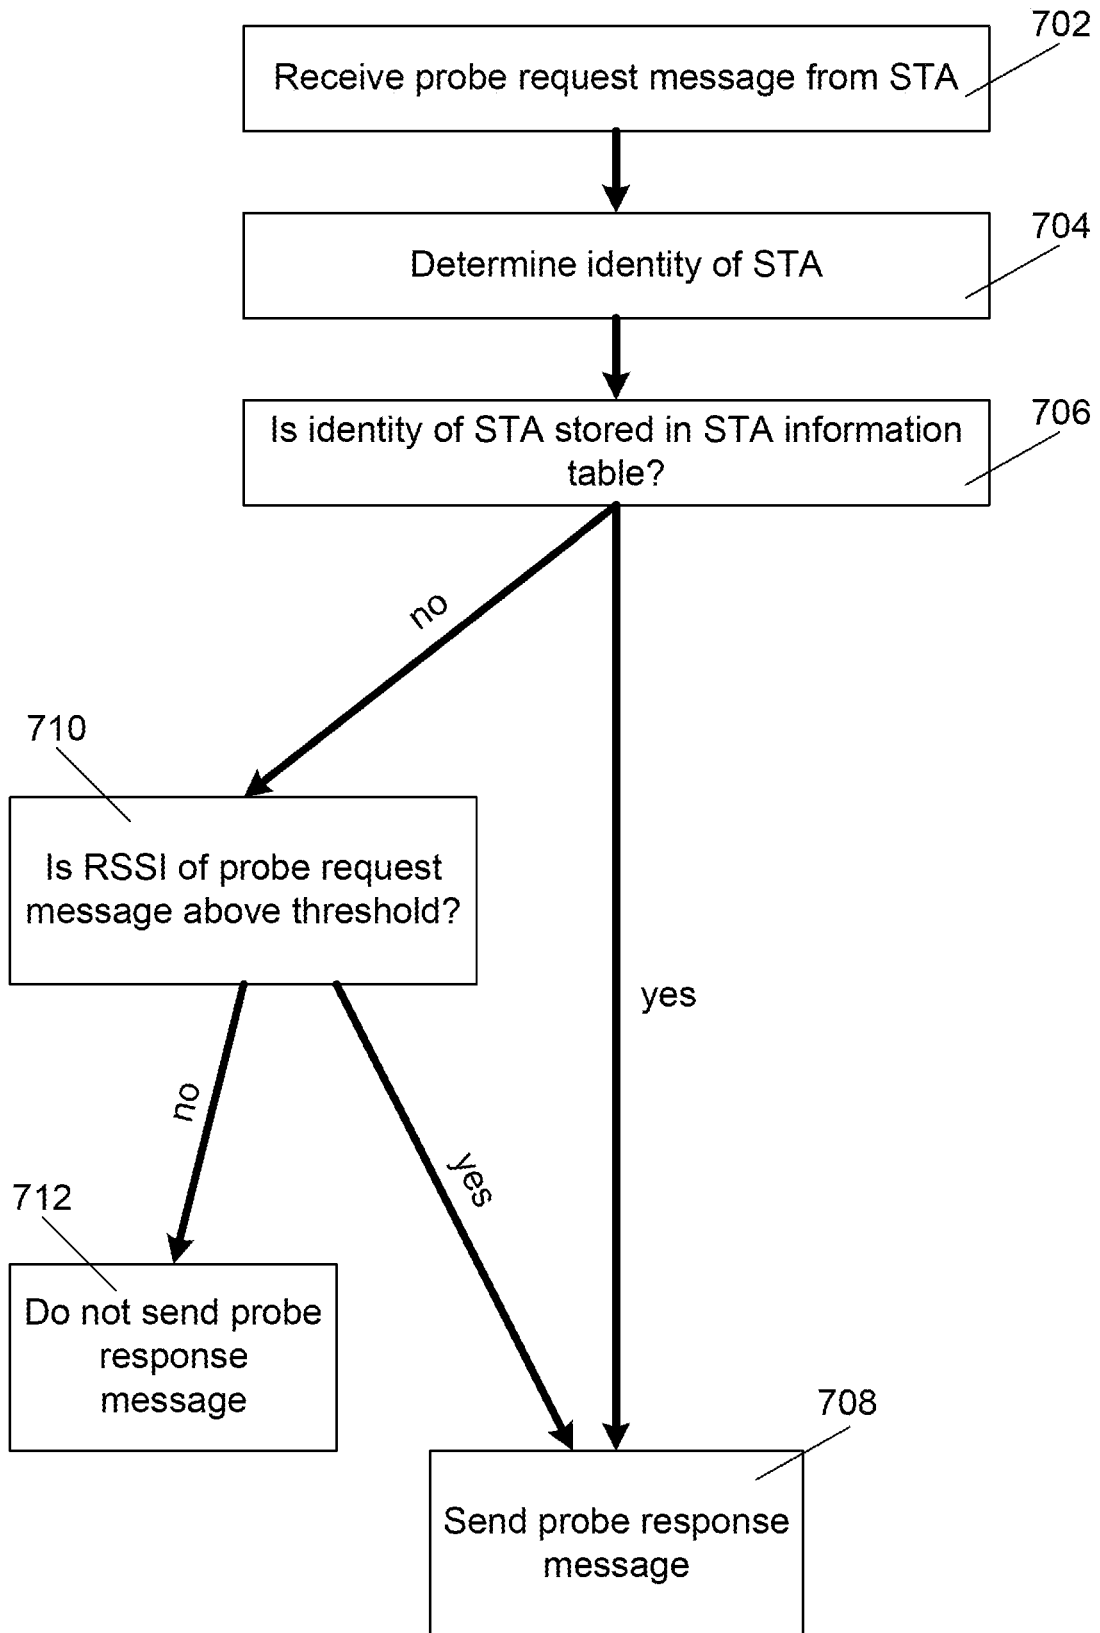 702
Receive probe request message from STA
704
Determine identity of STA
706
Is identity of STA stored in STA information
table?
no
710
Is RSSI of probe request
message above threshold?
yes
no
yes
712
Do not send probe
response
message
708
Send probe response
message